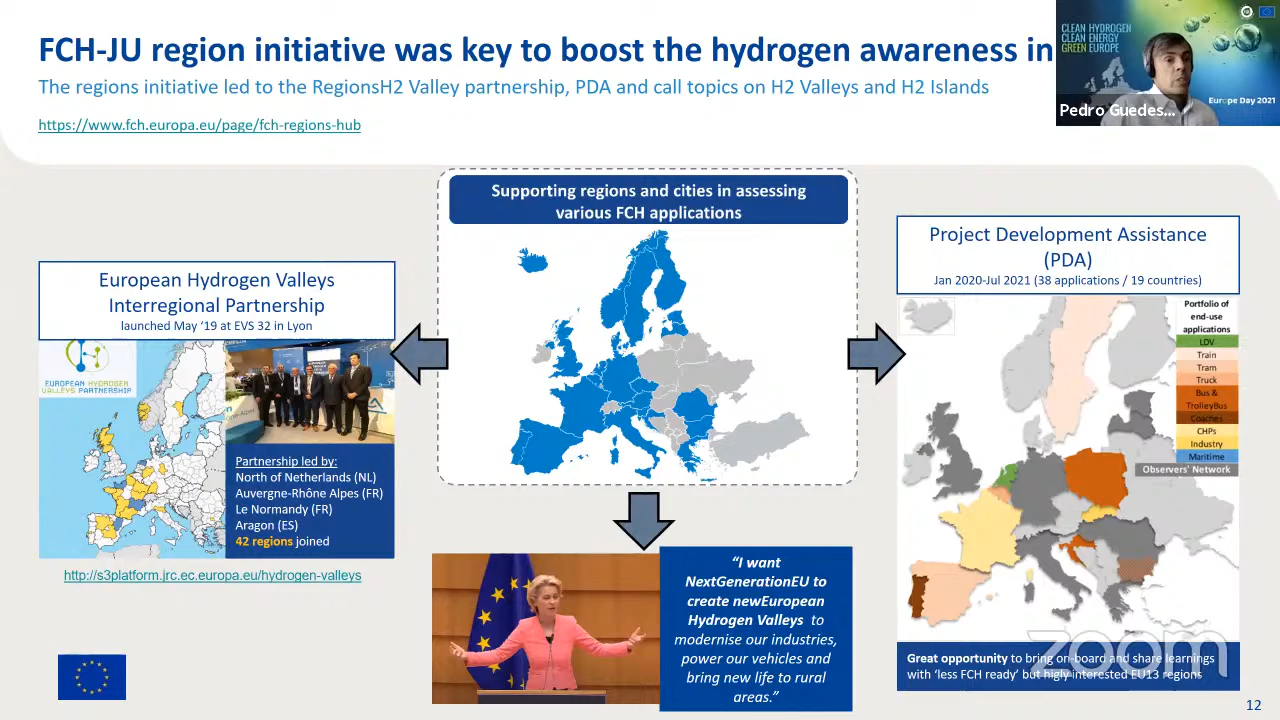 FCH-JU region initiative was key to boost the hydrogen awareness in
The regions initiative led to the RegionsH2 Valley partnership, PDA and call topics on H2 Valleys and H2 Islands
https://www.fch.europa.eu/page/fch-regions-hub
CLEAN HYDROGEN
CLEAN ENERGY
GREEN EUROPE
Europe Day 2021
Pedro Guedes...
Supporting regions and cities in assessing
various FCH applications
European Hydrogen Valleys
Interregional Partnership
launched May '19 at EVS 32 in Lyon
EUROPEAN HYDROGEN
VALLEYS PARTNERSHIP
Partnership led by:
North of Netherlands (NL)
Auvergne-Rhône Alpes (FR)
Le Normandy (FR)
Aragon (ES)
42 regions joined
http://s3platform.jrc.ec.europa.eu/hydrogen-valleys
“I want
NextGenerationEU to
create newEuropean
Hydrogen Valleys to
modernise our industries,
power our vehicles and
bring new life to rural
areas.”
Project Development Assistance
(PDA)
Jan 2020-Jul 2021 (38 applications / 19 countries)
Portfolio of
end-use
applications
LDV
Train
Tram
Truck
Bus &
TrolleyBus
Coaches
CHPs
Industry
Maritime
Observers' Network
zoom
Great opportunity to bring on-board and share learnings
with ‘less FCH ready’ but higly interested EU13 regions
12